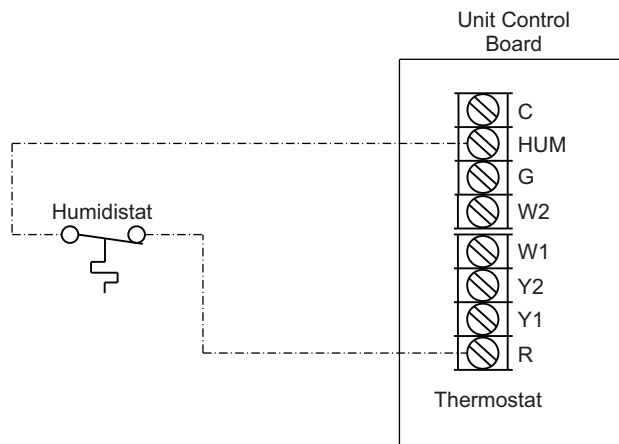 Unit Control
Board
C
HUM
G
Humidistat
W2
W1
Y2
Y1
R
Thermostat